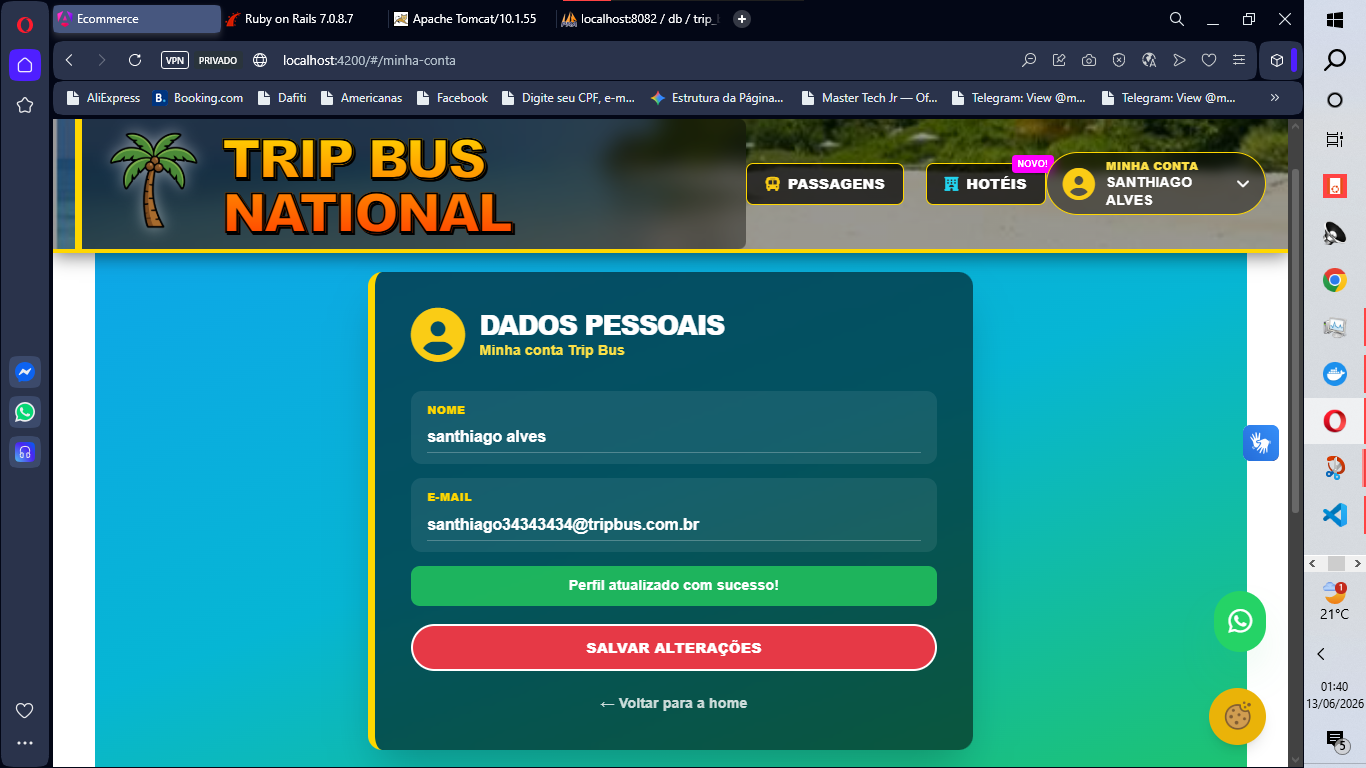 Ecommerce
Ruby on Rails 7.0.8.7
Apache Tomcat/10.1.55
localhost:8082 / db / trip_b
VPN
PRIVADO
localhost:4200/#/minha-conta
AliExpress
B.
Booking.com
Dafiti
Americanas
Facebook
Digite seu CPF, e-m...
Estrutura da Página...
Master Tech Jr — Of...
Telegram: View @m...
Telegram: View @m...
»
TRIP BUS
NATIONAL
PASSAGENS
HOTÉIS
NOVO!
MINHA CONTA
SANTHIAGO
ALVES
DADOS PESSOAIS
Minha conta Trip Bus
NOME
santhiago alves
E-MAIL
santhiago34343434@tripbus.com.br
Perfil atualizado com sucesso!
SALVAR ALTERAÇÕES
← Voltar para a home
1
21°C
01:40
13/06/2026
5